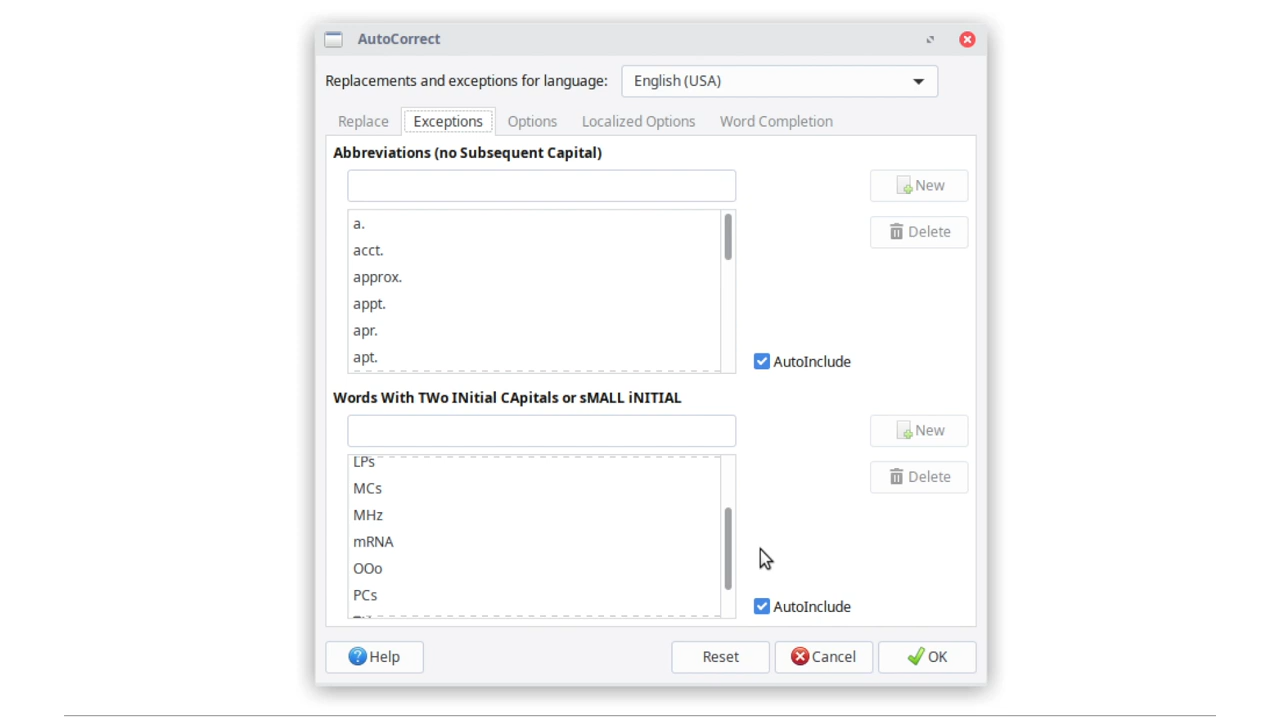 AutoCorrect
Replacements and exceptions for language: English (USA)
Replace Exceptions Options Localized Options Word Completion
Abbreviations (no Subsequent Capital)
New
a.
Delete
acct.
approx.
appt.
apr.
apt.
AutoInclude
Words With TWo INitial CApitals or sMALL iNITIAL
New
LPs
Delete
MCs
MHz
mRNA
OOo
PCs
AutoInclude
Help Reset Cancel OK